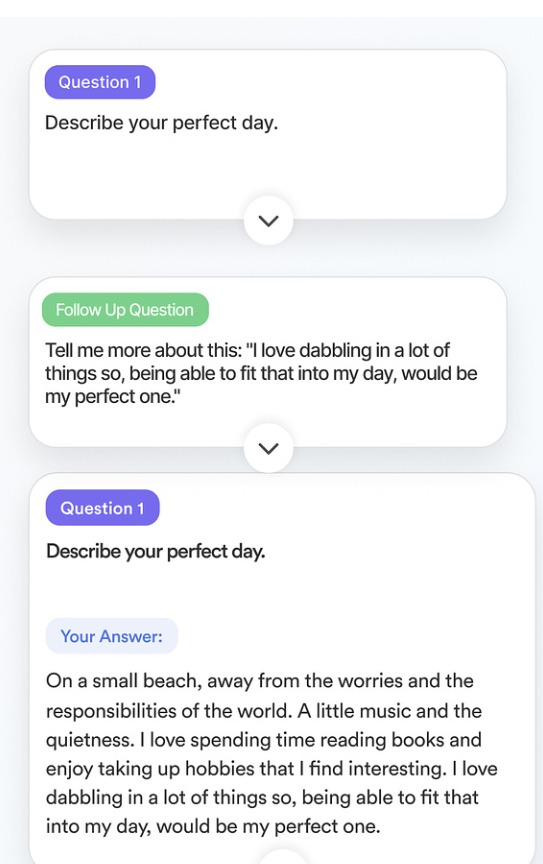 Question 1
Describe your perfect day.
Follow Up Question
Tell me more about this: "I love dabbling in a lot of
things so, being able to fit that into my day, would be
my perfect one."
Question 1
Describe your perfect day.
Your Answer:
On a small beach, away from the worries and the
responsibilities of the world. A little music and the
quietness. I love spending time reading books and
enjoy taking up hobbies that I find interesting. I love
dabbling in a lot of things so, being able to fit that
into my day, would be my perfect one.